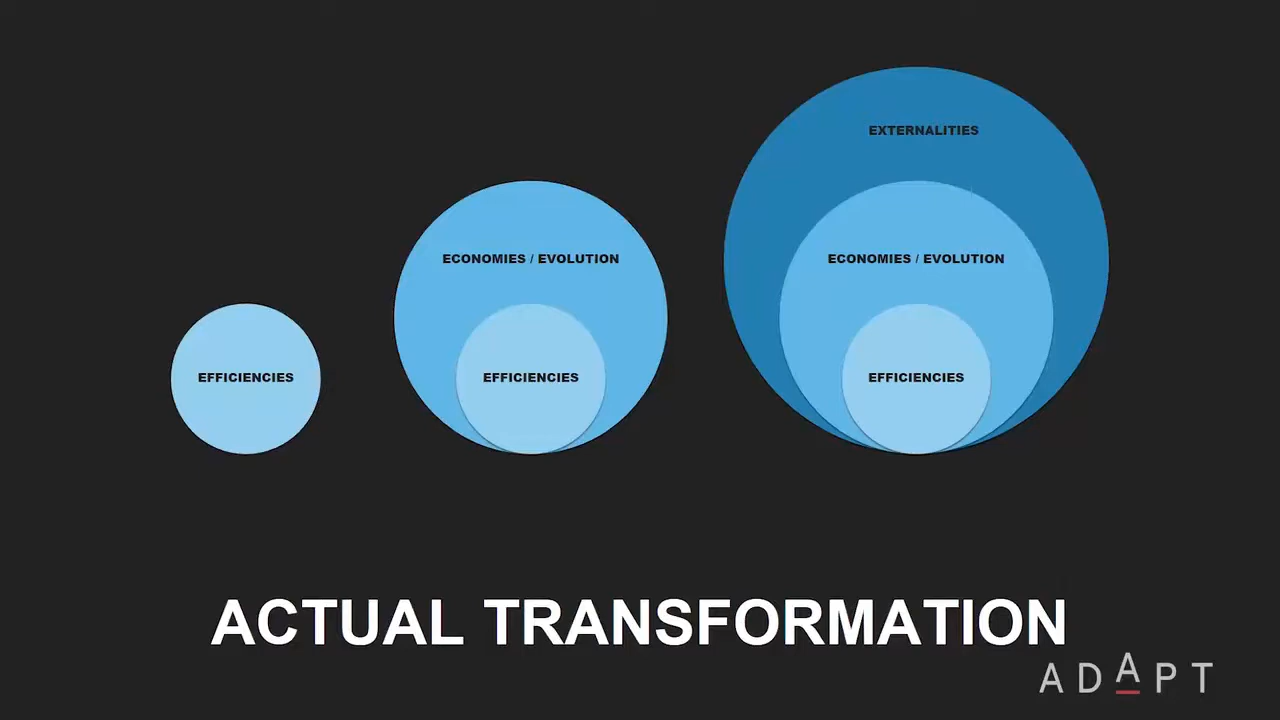 EFFICIENCIES
ECONOMIES / EVOLUTION
EFFICIENCIES
EXTERNALITIES
ECONOMIES / EVOLUTION
EFFICIENCIES
ACTUAL TRANSFORMATION
ADAPT